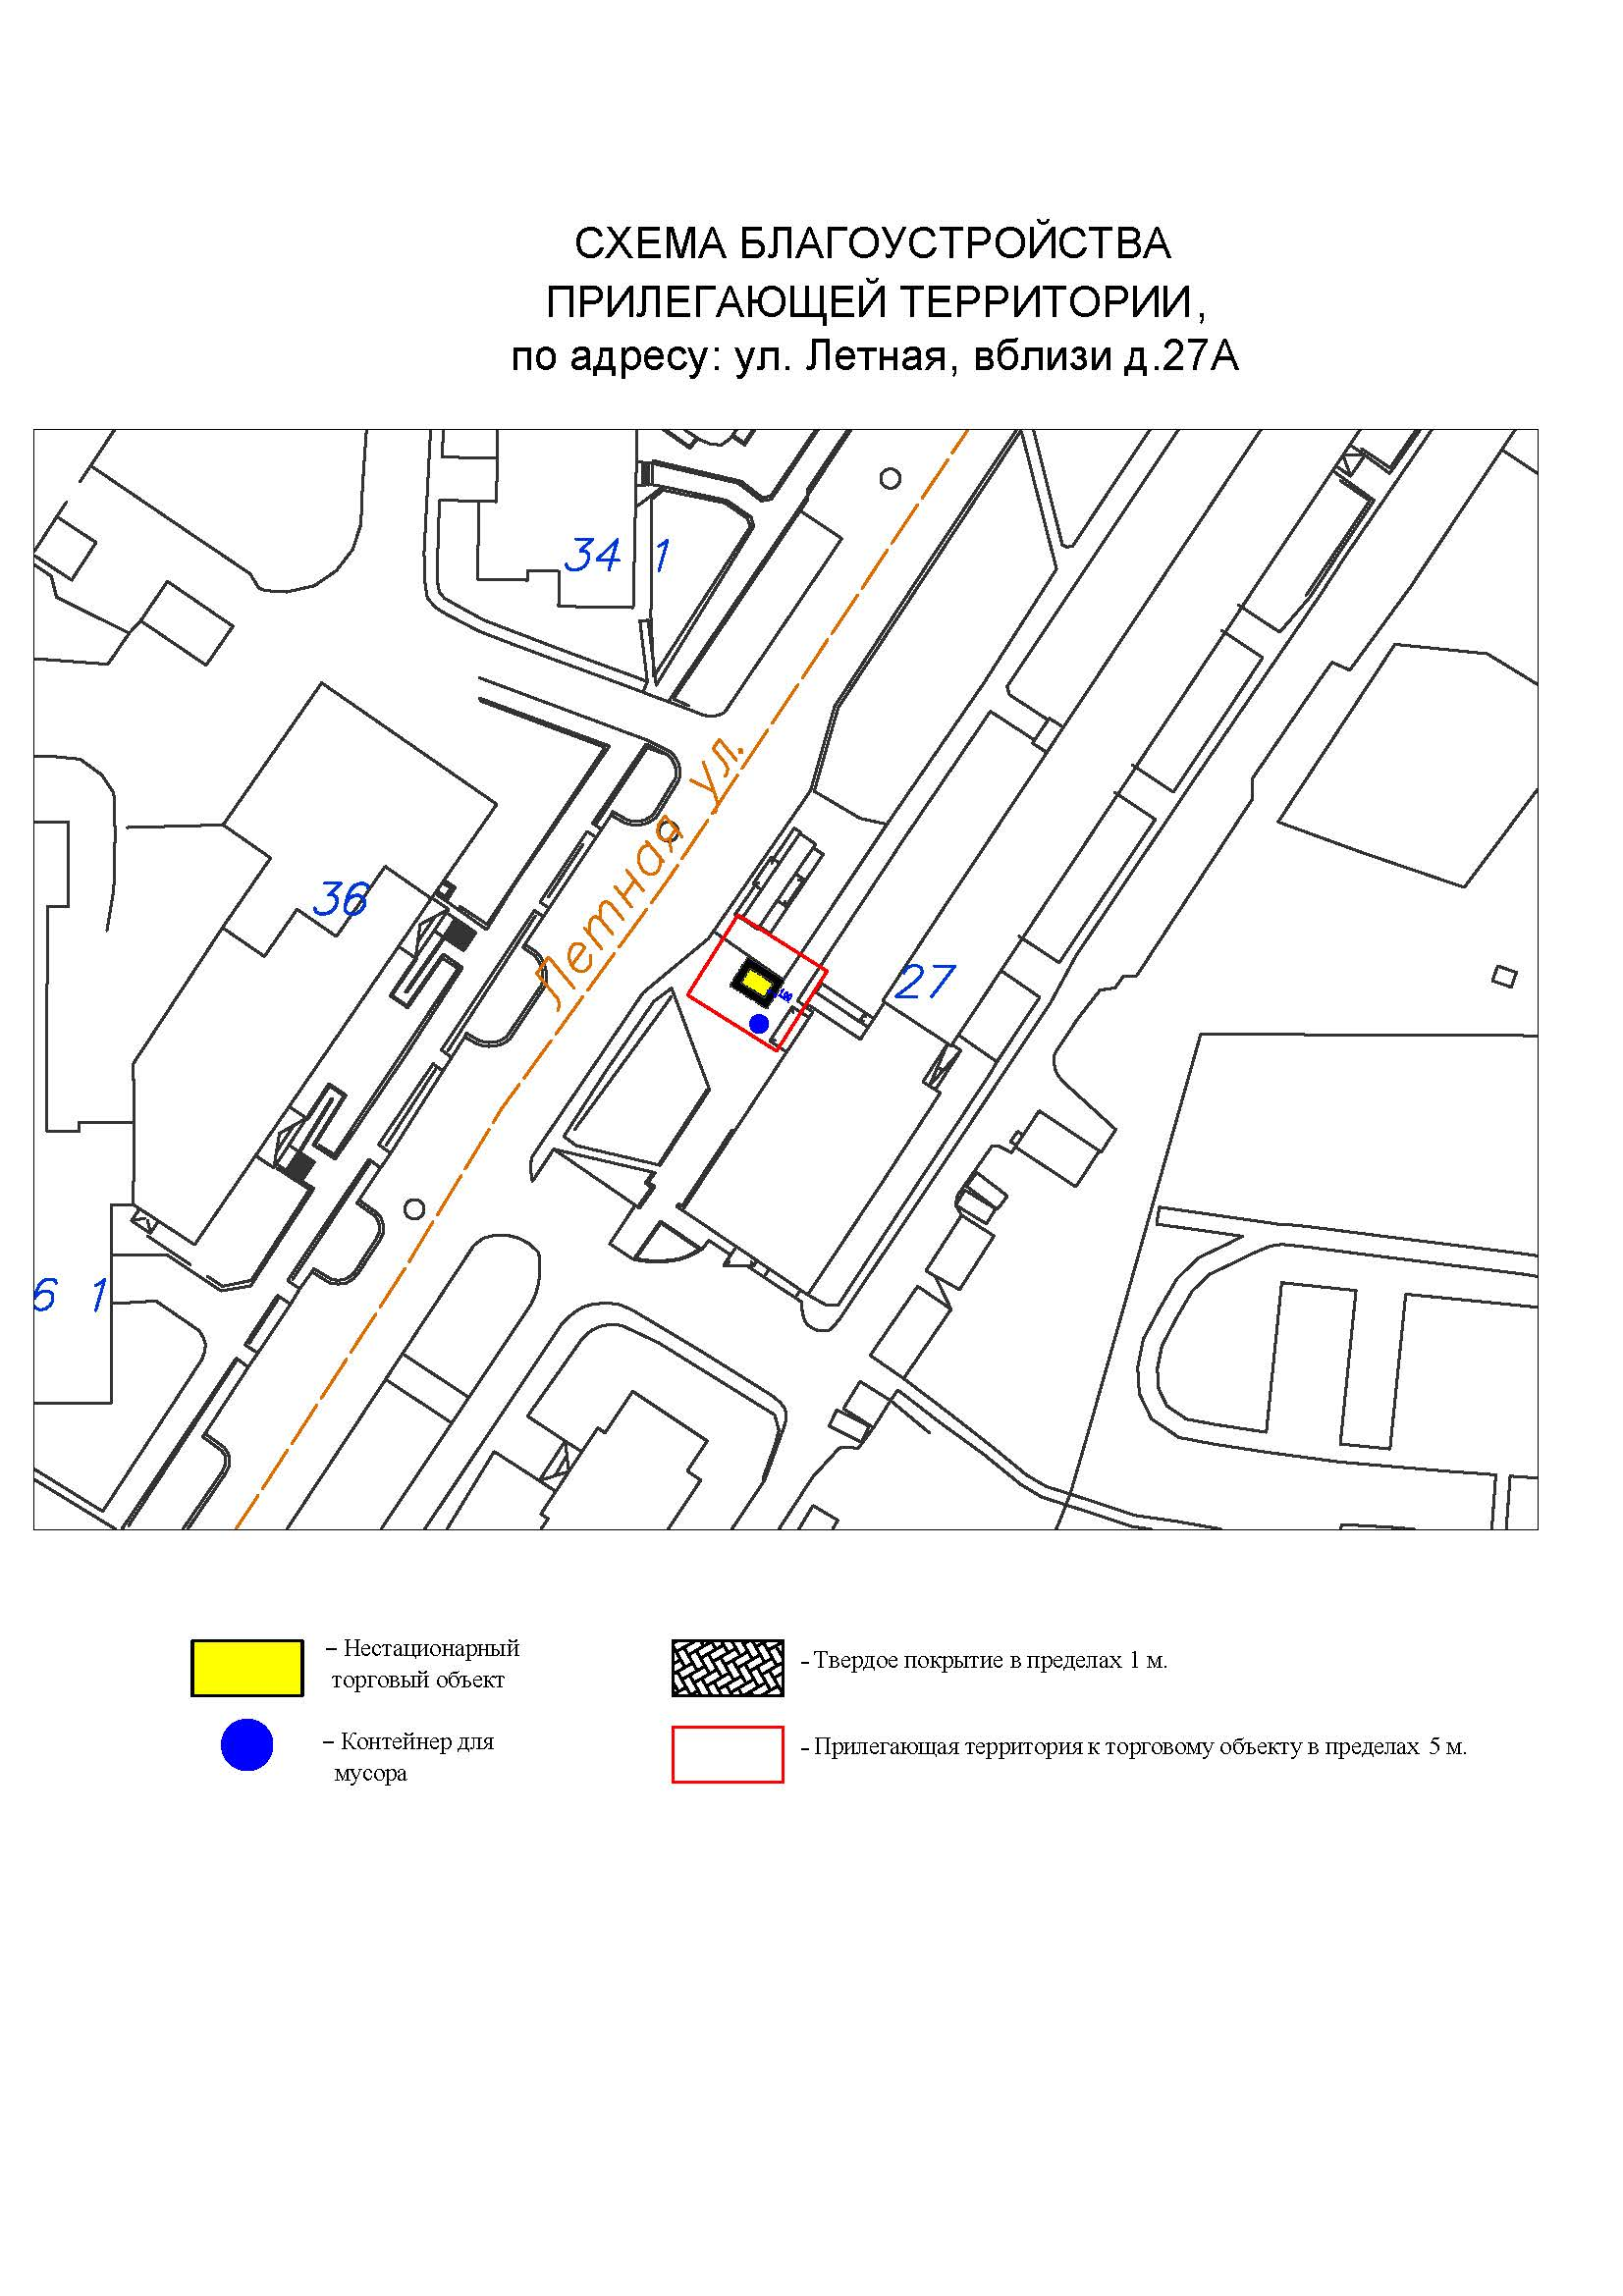 СХЕМА БЛАГОУСТРОЙСТВА
ПРИЛЕГАЮЩЕЙ ТЕРРИТОРИИ,
по адресу: ул. Летная, вблизи д.27А
34 1
Летная ул.
36
27
6 1
– Нестационарный
торговый объект
– Твердое покрытие в пределах 1 м.
– Контейнер для
мусора
– Прилегающая территория к торговому объекту в пределах 5 м.